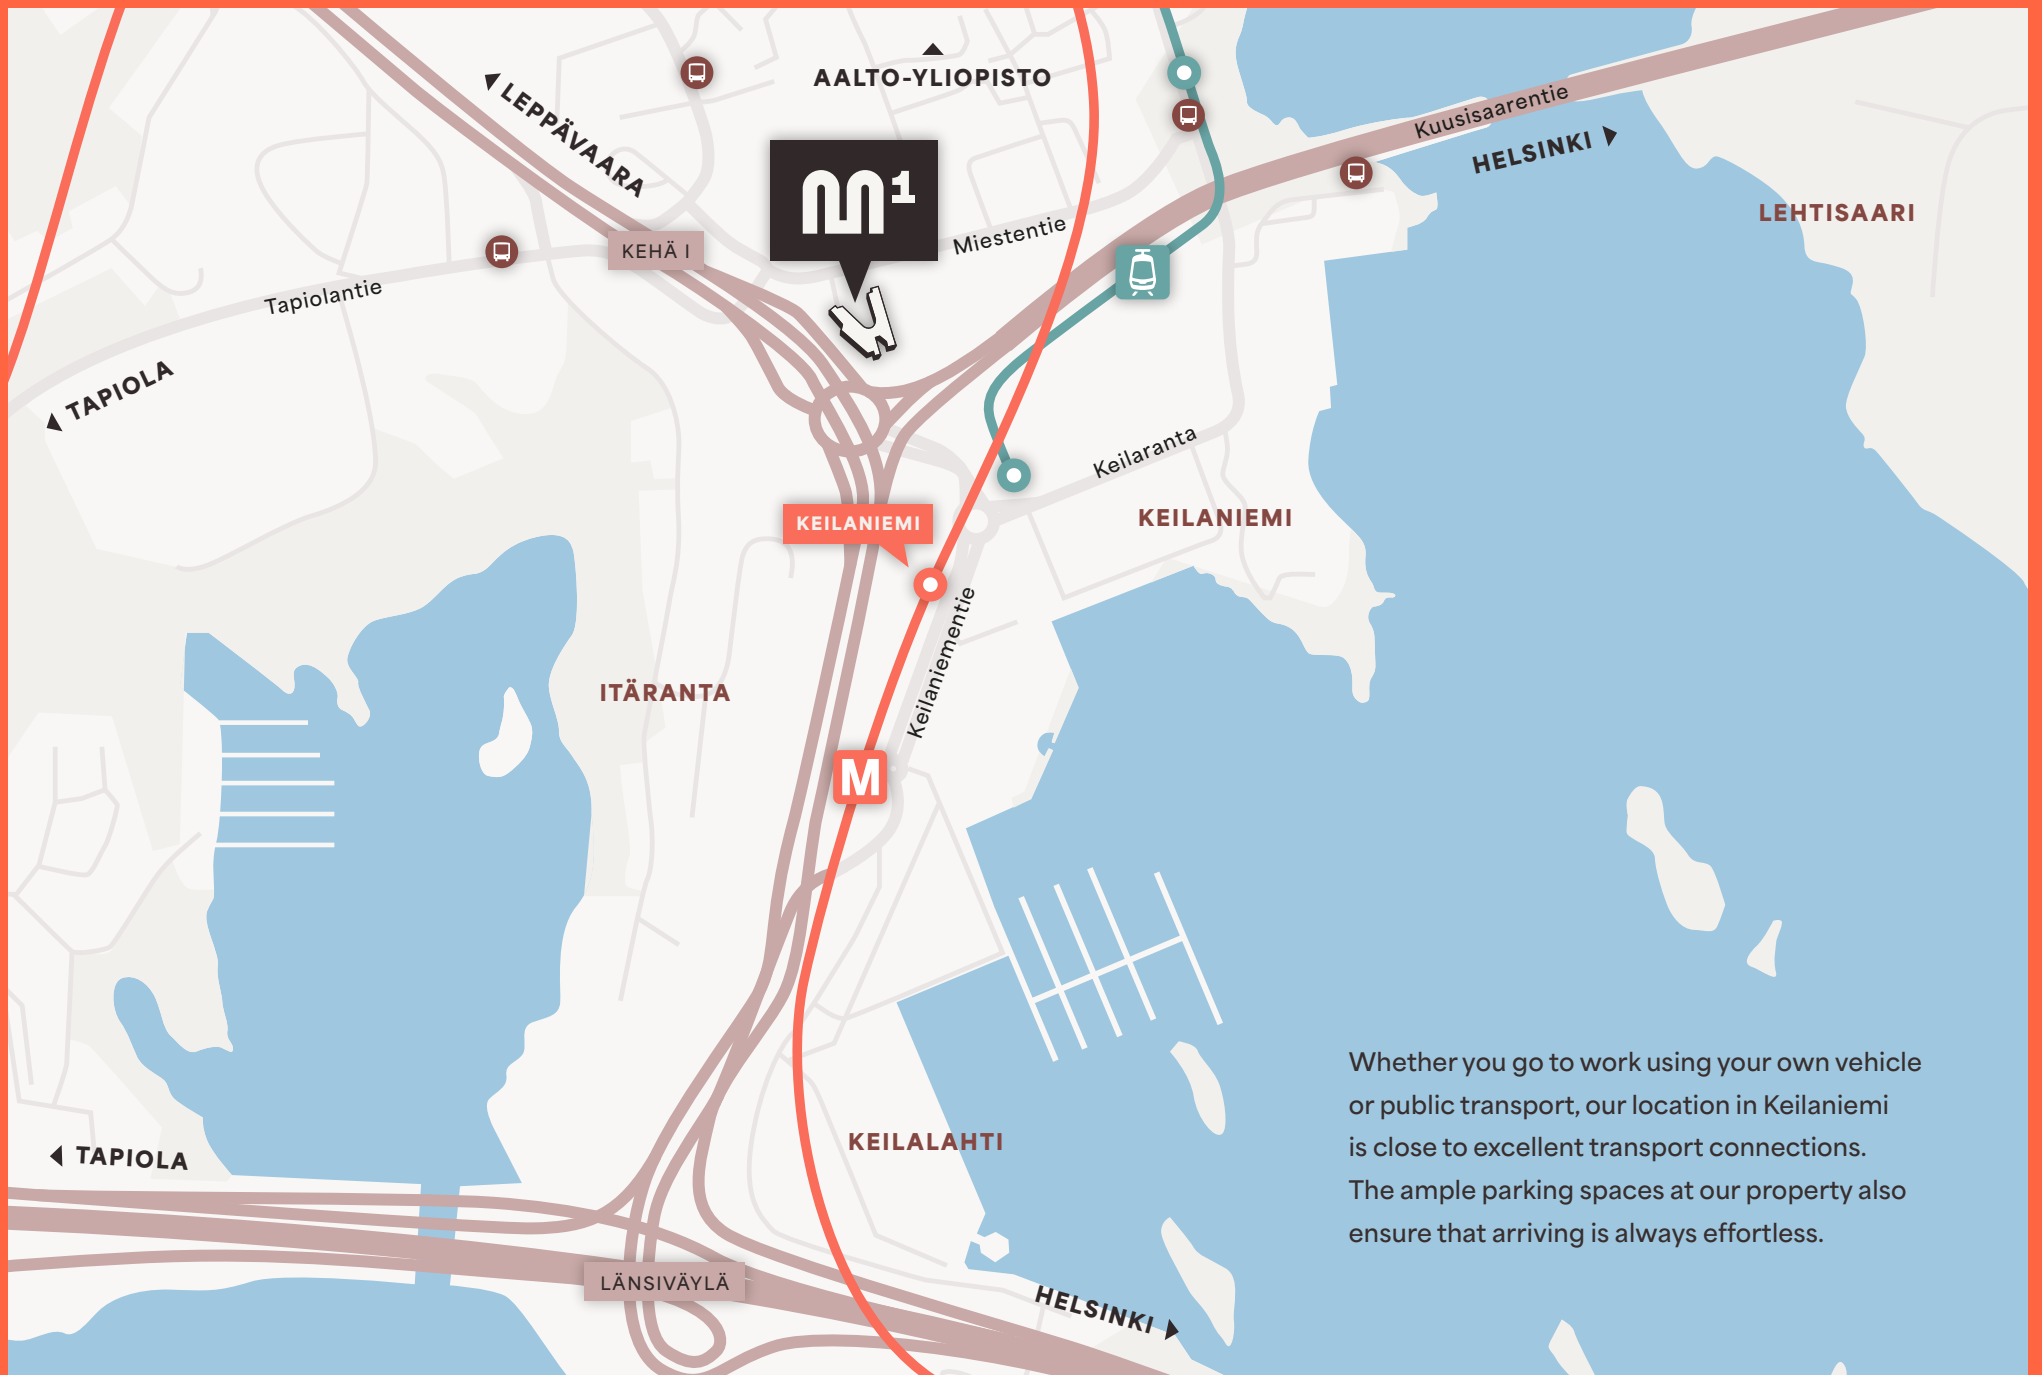 AALTO-YLIOPISTO
LEPPÄVAARA
Kuusisaarentie
HELSINKI
m1
LEHTISAARI
Miestentie
KEHÄ I
Tapiolantie
TAPIOLA
Keilaranta
KEILANIEMI
KEILANIEMI
Keilaniementie
ITÄRANTA
M
Whether you go to work using your own vehicle
or public transport, our location in Keilaniemi
is close to excellent transport connections.
The ample parking spaces at our property also
ensure that arriving is always effortless.
KEILALAHTI
TAPIOLA
LÄNSIVÄYLÄ
HELSINKI